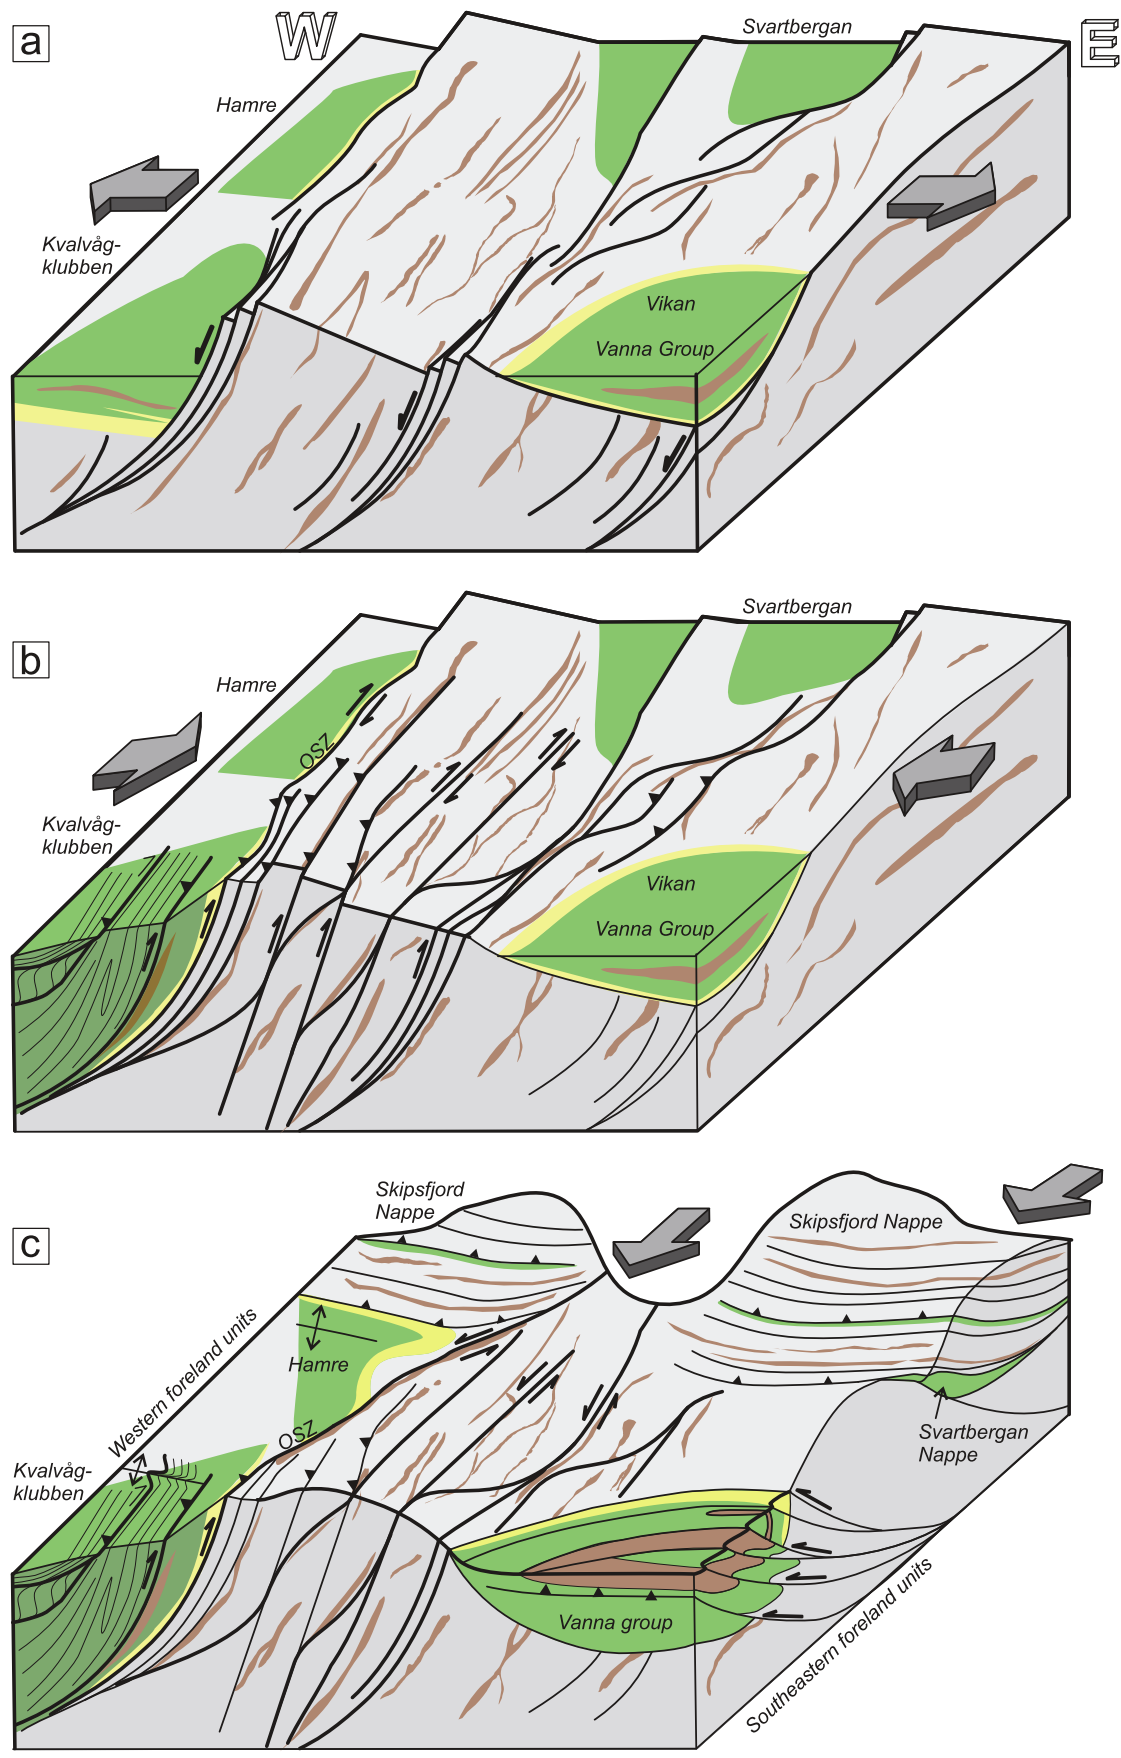 a
W
E
Svartbergan
Hamre
Kvalvåg-
klubben
Vikan
Vanna Group
b
Svartbergan
Hamre
OSZ
Kvalvåg-
klubben
Vikan
Vanna Group
c
Skipsfjord
Nappe
Skipsfjord Nappe
Western foreland units
Hamre
OSZ
Kvalvåg-
klubben
Svartbergan
Nappe
Vanna group
Southeastern foreland units